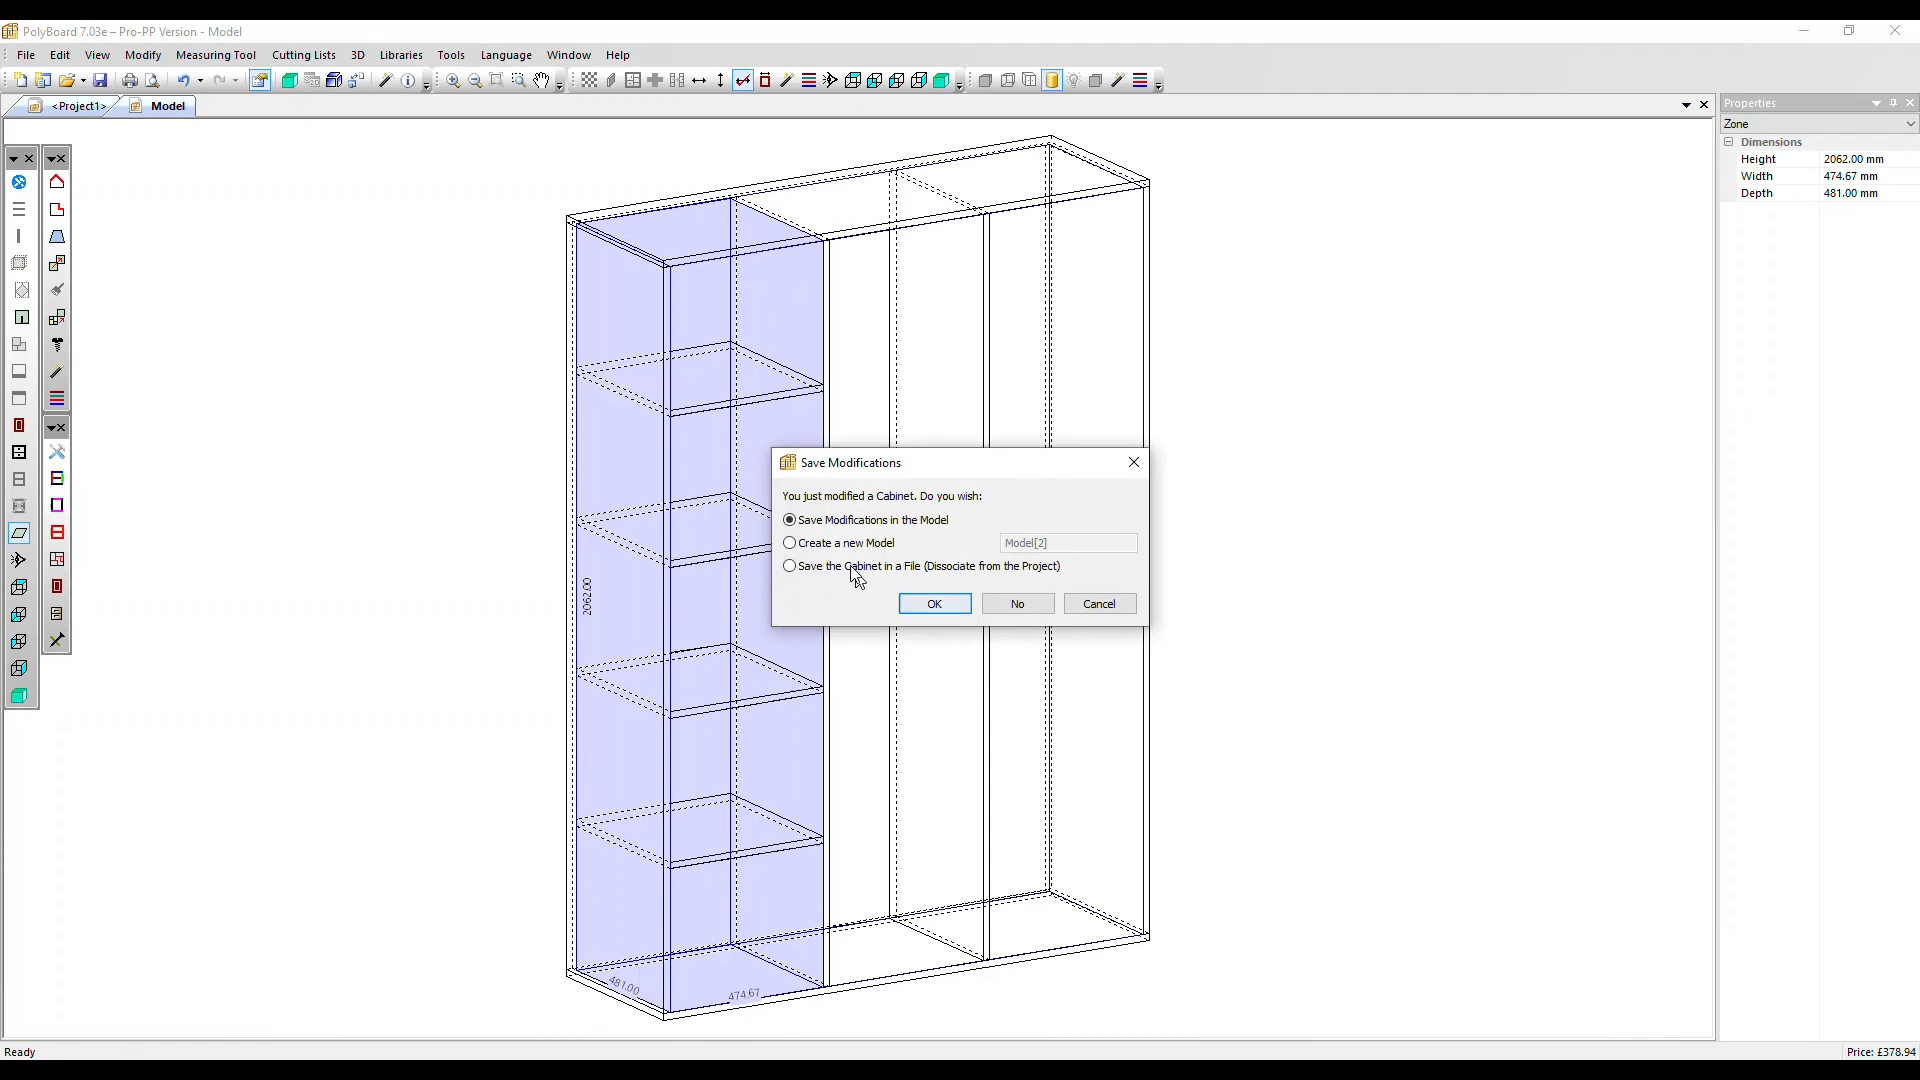 PolyBoard 7.03e – Pro-PP Version - Model
File Edit View Modify Measuring Tool Cutting Lists 3D Libraries Tools Language Window Help
<Project1> Model
Properties
Zone
Dimensions
Height 2062.00 mm
Width 474.67 mm
Depth 481.00 mm
Save Modifications
You just modified a Cabinet. Do you wish:
Save Modifications in the Model
Create a new Model Model[2]
Save the Cabinet in a File (Dissociate from the Project)
OK No Cancel
2062.00
481.00
474.67
Ready
Price: £378.94